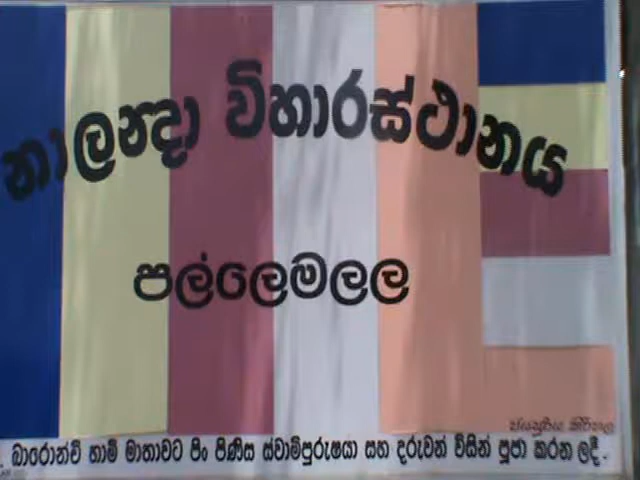 නාලන්‍දා විහාරස්ථානය
පල්ලෙමලල
බාරොන්චි හාමි මාතාවට පිං පිණිස ස්වාමිපුරුෂයා සහ දරුවන් විසින් පූජා කරන ලදී.